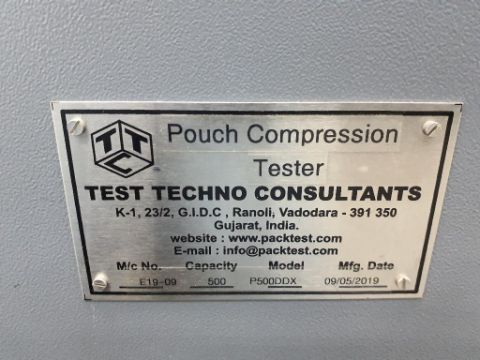 TTC
Pouch Compression
Tester
TEST TECHNO CONSULTANTS
K-1, 23/2, G.I.D.C , Ranoli, Vadodara - 391 350
Gujarat, India.
website : www.packtest.com
E-mail : info@packtest.com
M/c No. Capacity Model Mfg. Date
E19-09 500 P500DDX 09/05/2019